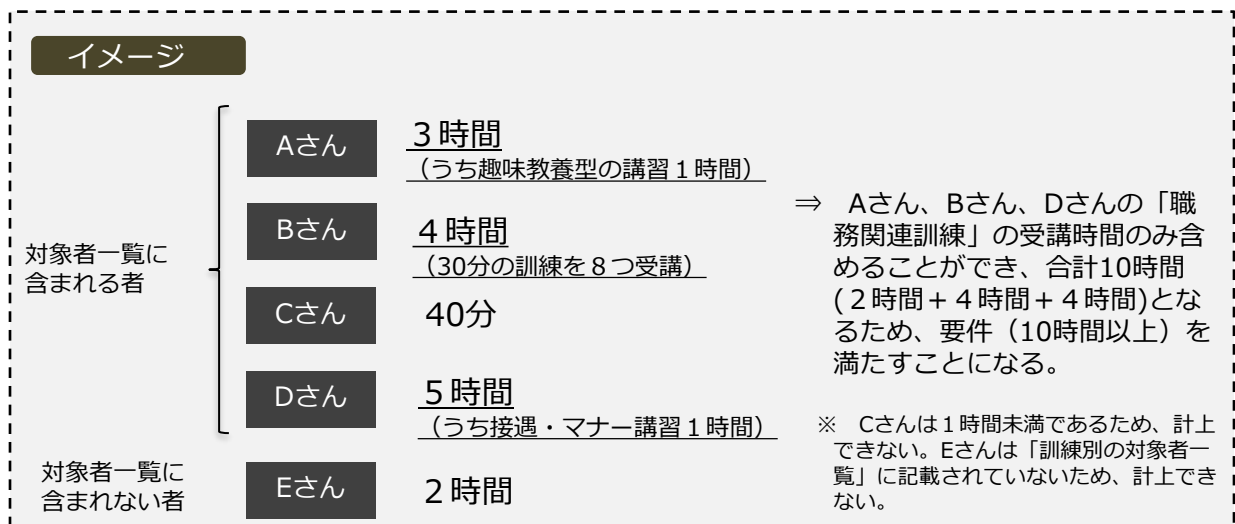 イメージ
対象者一覧に
含まれる者
Aさん
３時間
（うち趣味教養型の講習１時間）
Bさん
４時間
（30分の訓練を８つ受講）
Cさん
40分
Dさん
５時間
（うち接遇・マナー講習１時間）
対象者一覧に
含まれない者
Eさん
２時間
⇒　Aさん、Bさん、Dさんの「職
務関連訓練」の受講時間のみ含
めることができ、合計10時間
(２時間＋４時間＋４時間)とな
るため、要件（10時間以上）を
満たすことになる。
※　Cさんは１時間未満であるため、計上
できない。Eさんは「訓練別の対象者一
覧」に記載されていないため、計上でき
ない。